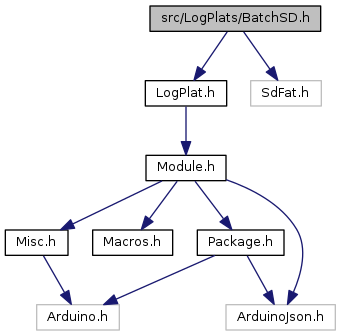 src/LogPlats/BatchSD.h
LogPlat.h
SdFat.h
Module.h
Misc.h
Macros.h
Package.h
Arduino.h
ArduinoJson.h